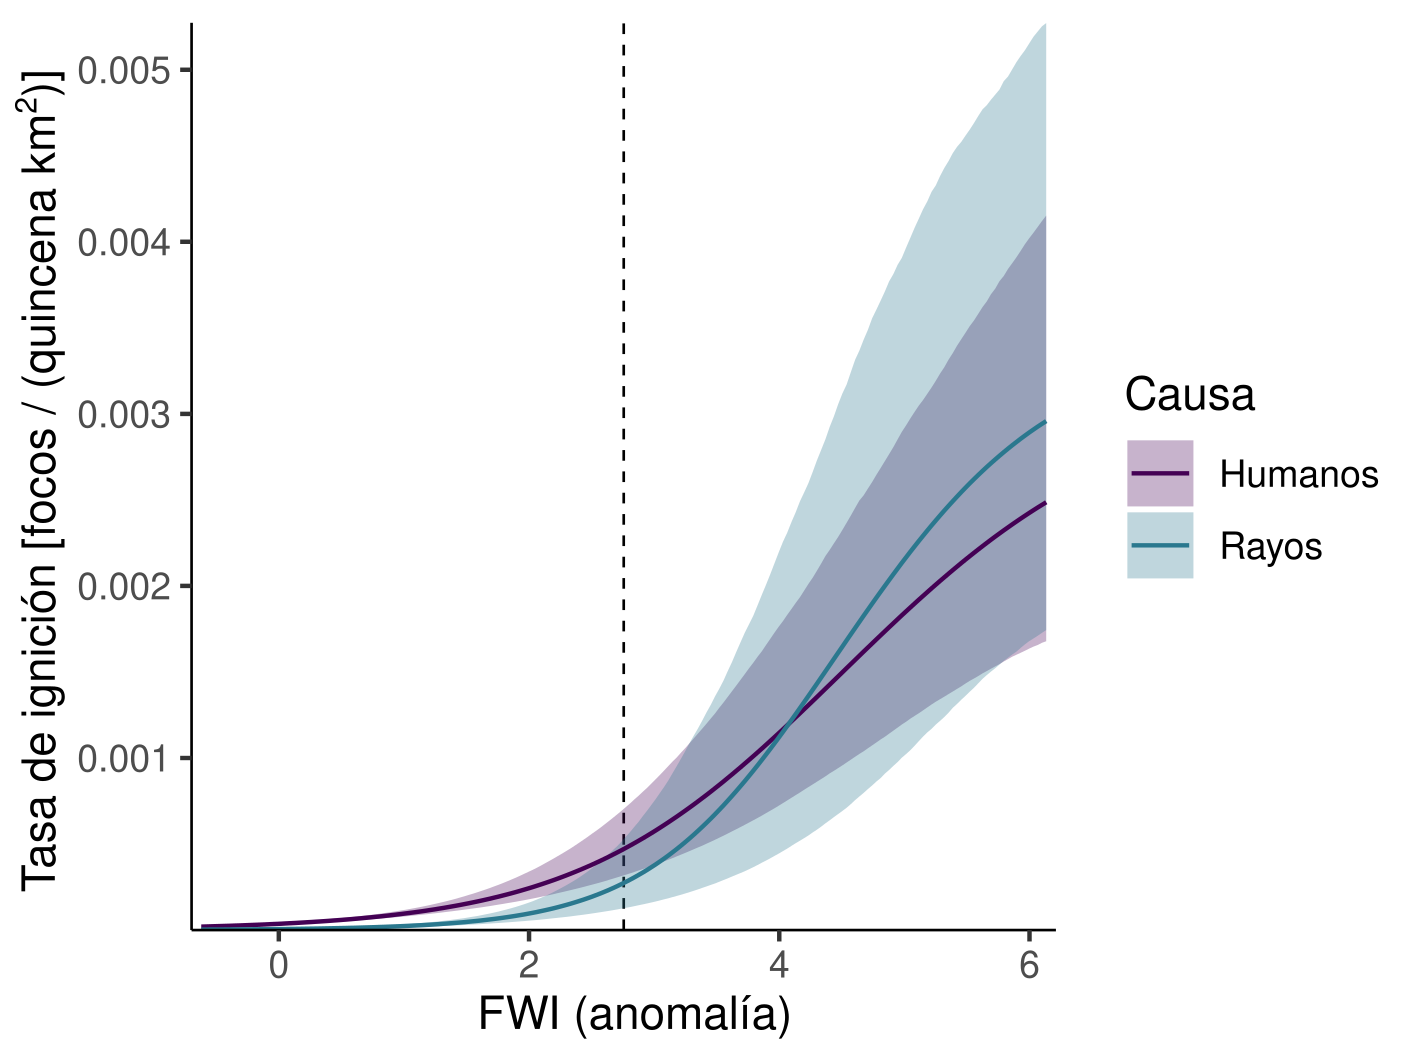 Tasa de ignición [focos / (quincena km²)]
0.005
0.004
0.003
0.002
0.001
0 2 4 6
FWI (anomalía)
Causa
Humanos
Rayos